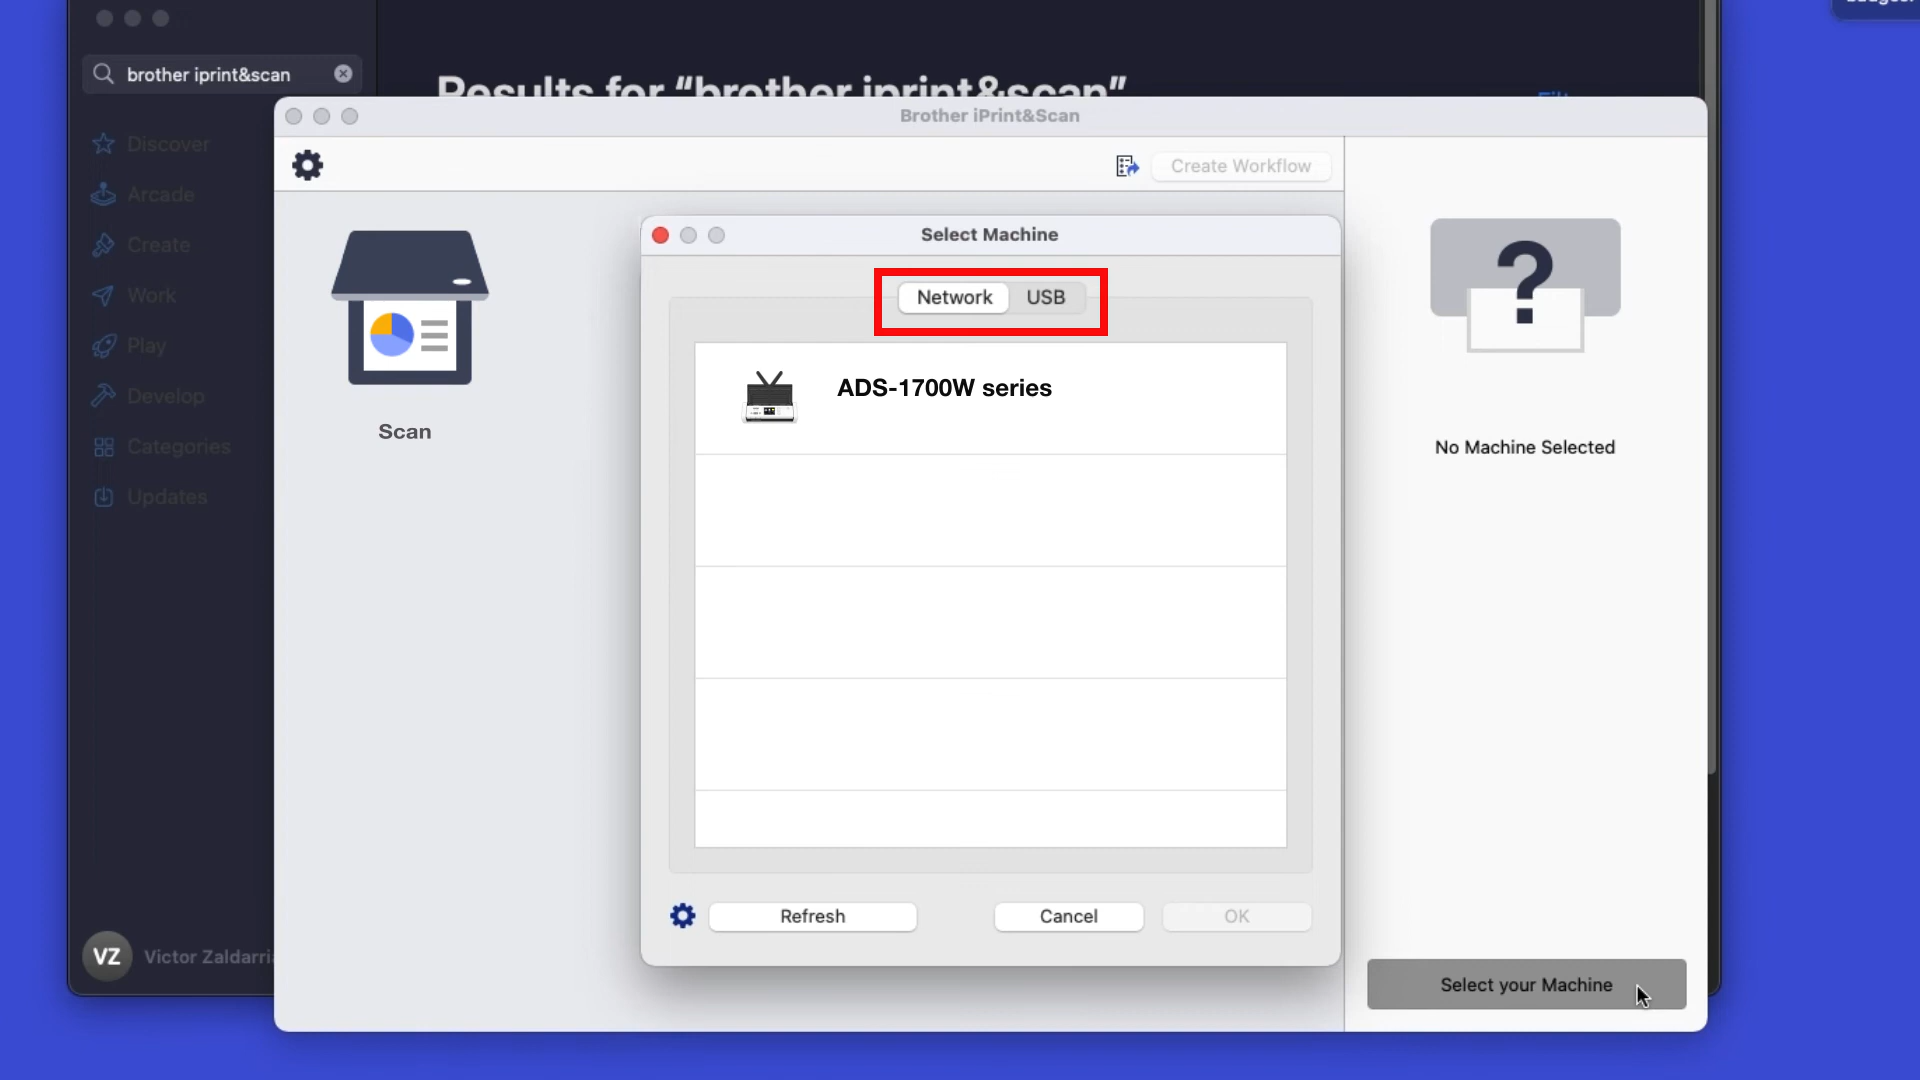 brother iprint&scan
Results for “brother iprint&scan”
Brother iPrint&Scan
Discover
Arcade
Create
Work
Play
Develop
Categories
Updates
VZ
Create Workflow
Scan
Select Machine
Network USB
ADS-1700W series
Refresh
Cancel
OK
?
No Machine Selected
Select your Machine
Victor